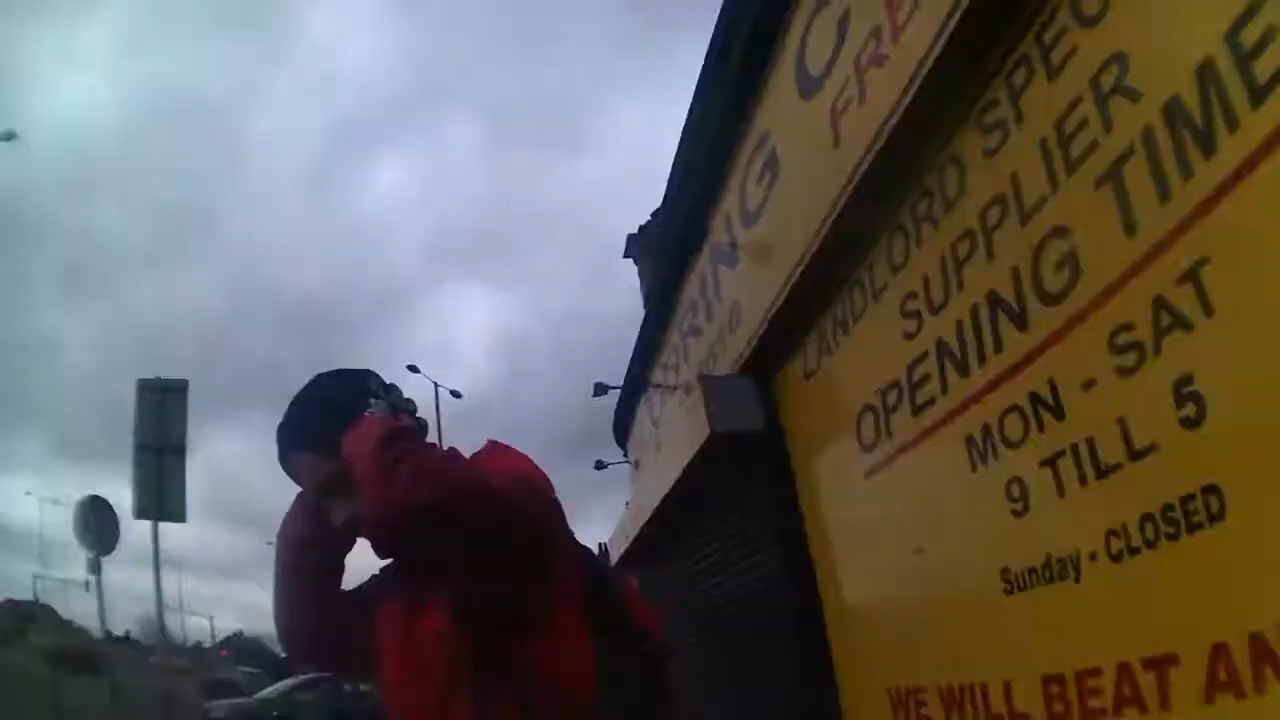 FRE
LANDLORD SPEC
SUPPLIER
OPENING TIME
MON - SAT
9 TILL 5
Sunday - CLOSED
WE WILL BEAT AN